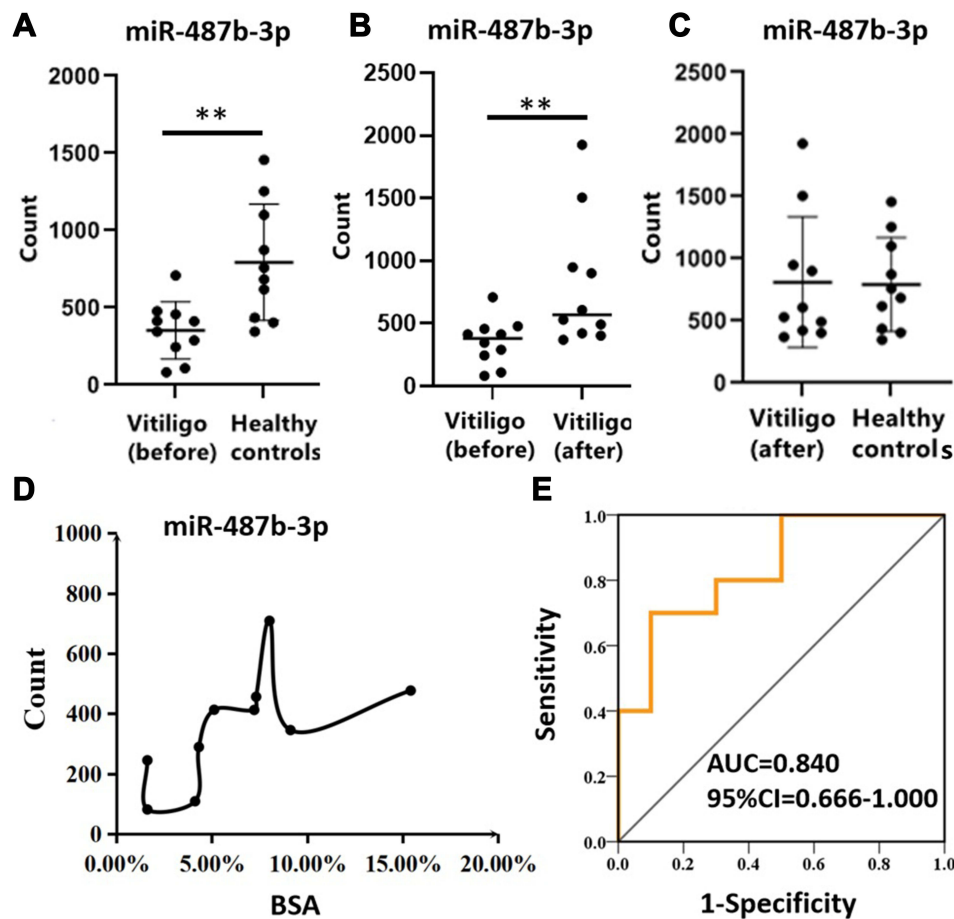 A
miR-487b-3p
2000
1500
1000
500
0
Count
**
Vitiligo
(before)
Healthy
controls
B
miR-487b-3p
2500
2000
1500
1000
500
0
Count
**
Vitiligo
(before)
Vitiligo
(after)
C
miR-487b-3p
2500
2000
1500
1000
500
0
Count
Vitiligo
(after)
Healthy
controls
D
miR-487b-3p
1000
800
600
400
200
0
Count
0.00% 5.00% 10.00% 15.00% 20.00%
BSA
E
1.0
0.8
0.6
0.4
0.2
0.0
Sensitivity
AUC=0.840
95%CI=0.666-1.000
0.0 0.2 0.4 0.6 0.8 1.0
1-Specificity